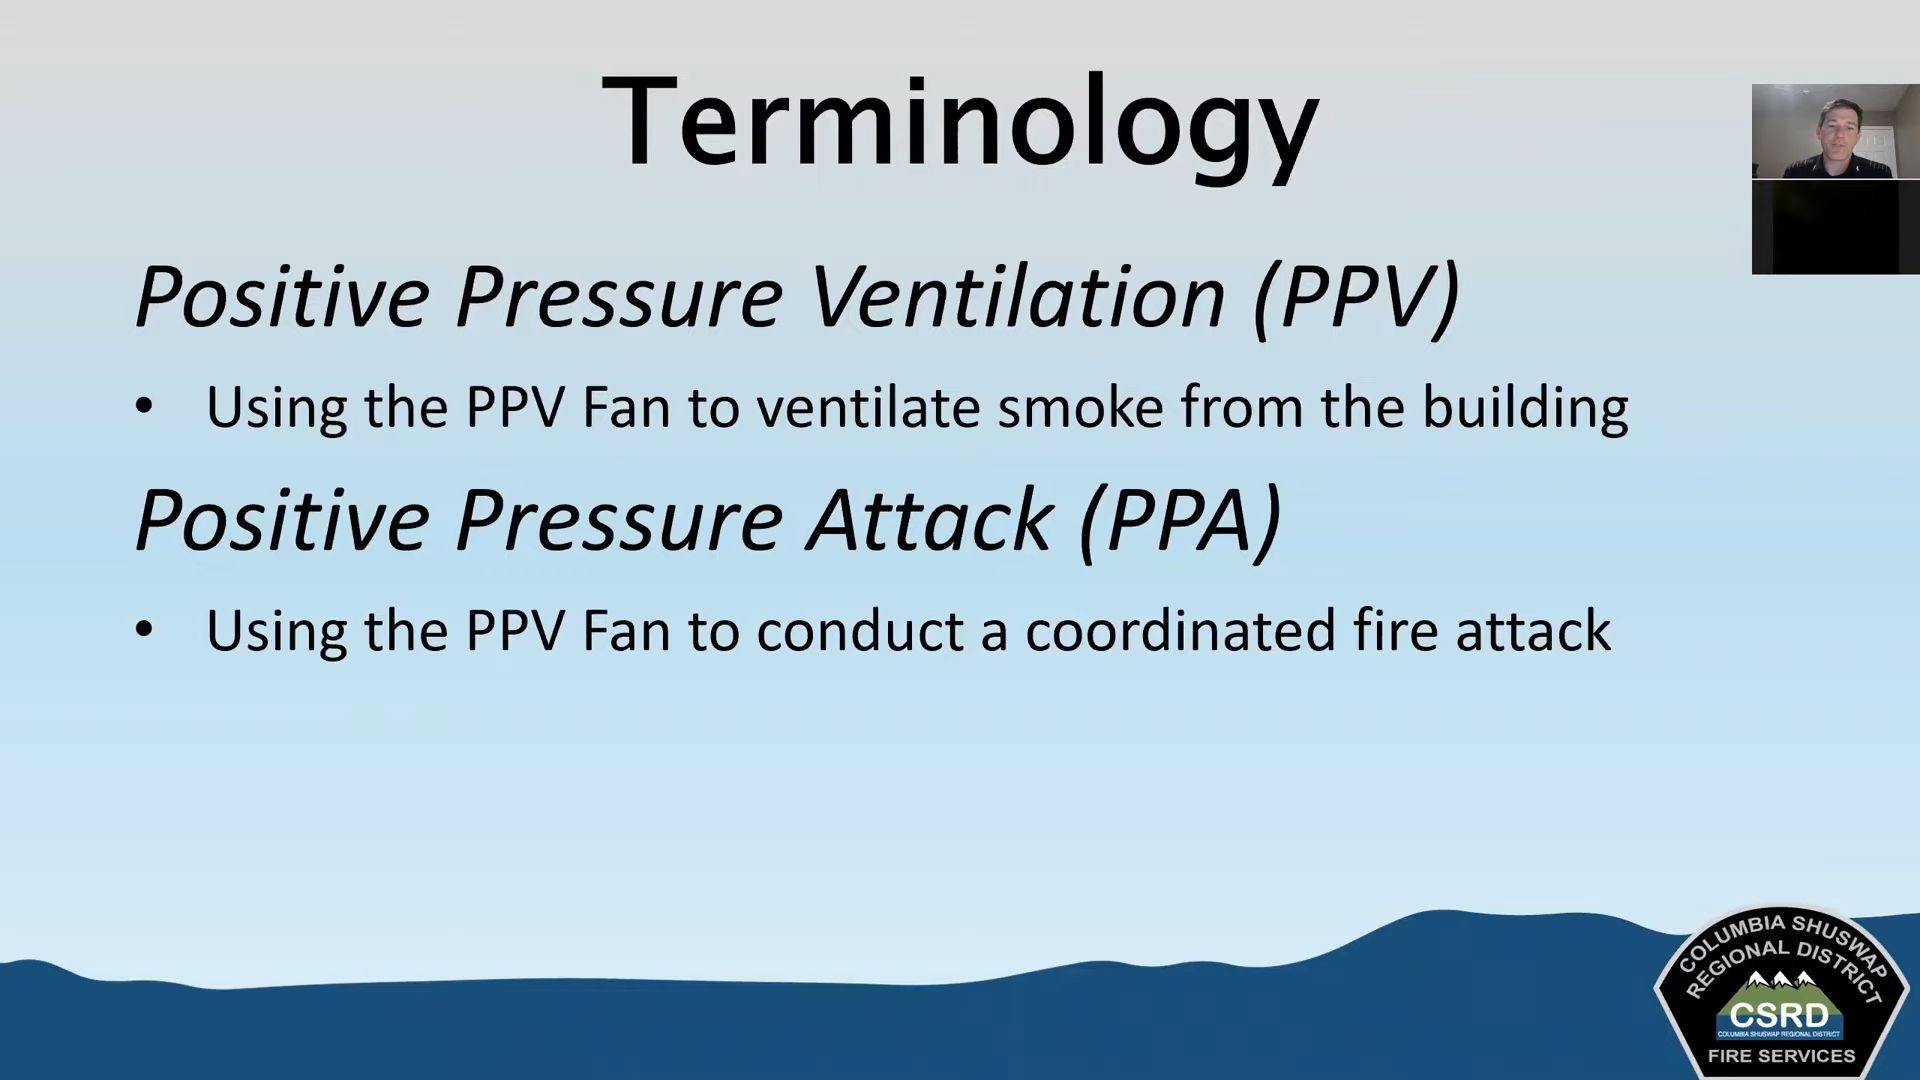 Terminology
Positive Pressure Ventilation (PPV)
• Using the PPV Fan to ventilate smoke from the building
Positive Pressure Attack (PPA)
• Using the PPV Fan to conduct a coordinated fire attack
COLUMBIA SHUSWAP
REGIONAL DISTRICT
CSRD
COLUMBIA SHUSWAP REGIONAL DISTRICT
FIRE SERVICES